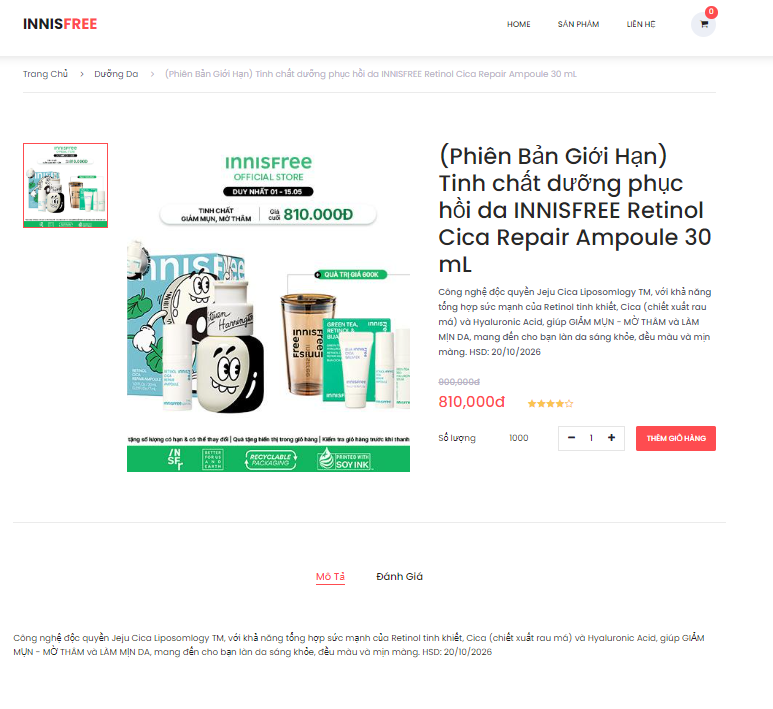 INNISFREE
HOME
SẢN PHẨM
LIÊN HỆ
0
Trang Chủ > Dưỡng Da > (Phiên Bản Giới Hạn) Tinh chất dưỡng phục hồi da INNISFREE Retinol Cica Repair Ampoule 30 mL
innisfree
OFFICIAL STORE
DUY NHẤT 01 - 15.05
TINH CHẤT
GIẢM MỤN, MỜ THÂM
Giá
cuối 810.000Đ
QUÀ TRỊ GIÁ 600K
GREEN TEA,
RETINOL &
tặng số lượng có hạn & có thể thay đổi | Quà tặng hiển thị trong giỏ hàng | Kiểm tra giỏ hàng trước khi thanh
BETTER
FOR US
AND
EARTH
RECYCLABLE
PACKAGING
PRINTED WITH
SOY INK
(Phiên Bản Giới Hạn)
Tinh chất dưỡng phục
hồi da INNISFREE Retinol
Cica Repair Ampoule 30
mL
Công nghệ độc quyền Jeju Cica Liposomlogy TM, với khả năng
tổng hợp sức mạnh của Retinol tinh khiết, Cica (chiết xuất rau
má) và Hyaluronic Acid, giúp GIẢM MỤN - MỜ THÂM và LÀM
MỊN DA, mang đến cho bạn làn da sáng khỏe, đều màu và mịn
màng. HSD: 20/10/2026
900,000đ
810,000đ
Số lượng 1000 - 1 + THÊM GIỎ HÀNG
Mô Tả
Đánh Giá
Công nghệ độc quyền Jeju Cica Liposomlogy TM, với khả năng tổng hợp sức mạnh của Retinol tinh khiết, Cica (chiết xuất rau má) và Hyaluronic Acid, giúp GIẢM
MỤN - MỜ THÂM và LÀM MỊN DA, mang đến cho bạn làn da sáng khỏe, đều màu và mịn màng. HSD: 20/10/2026